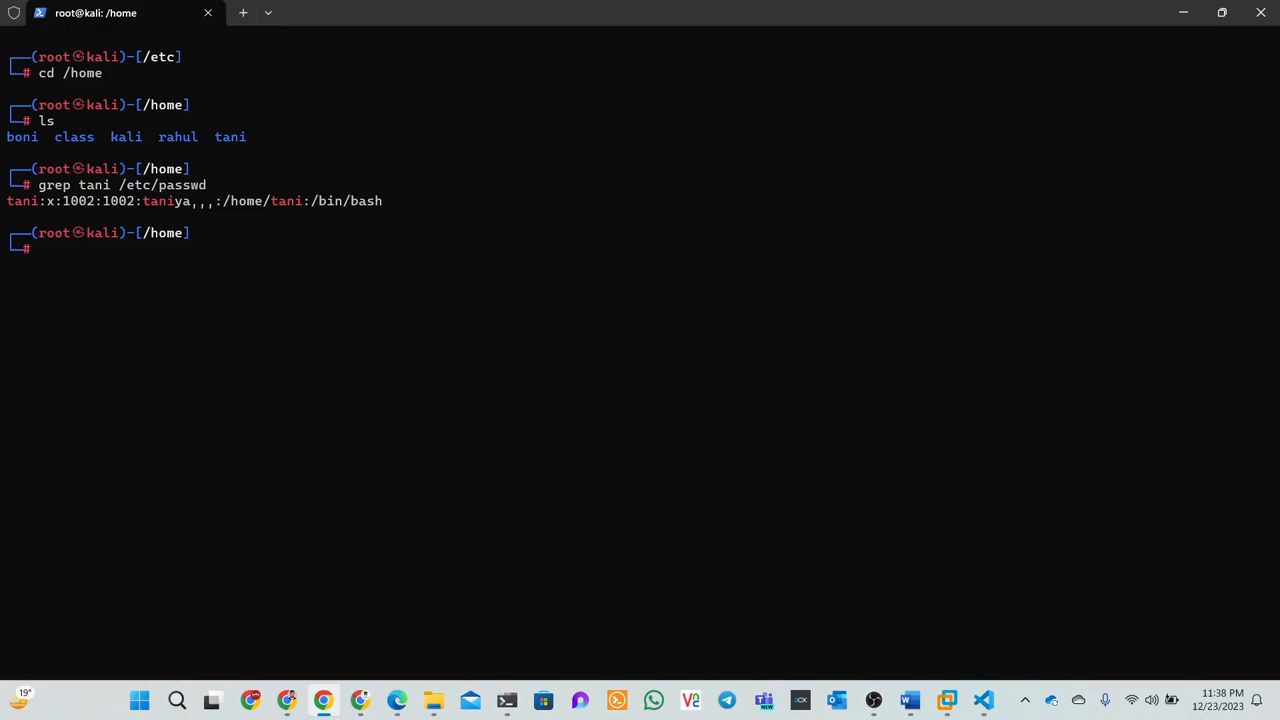 root@kali: /home
┌──(root㉿kali)-[/etc]
└─# cd /home
┌──(root㉿kali)-[/home]
└─# ls
boni  class  kali  rahul  tani
┌──(root㉿kali)-[/home]
└─# grep tani /etc/passwd
tani:x:1002:1002:taniya,,,:/home/tani:/bin/bash
┌──(root㉿kali)-[/home]
└─#
19°
11:38 PM
12/23/2023